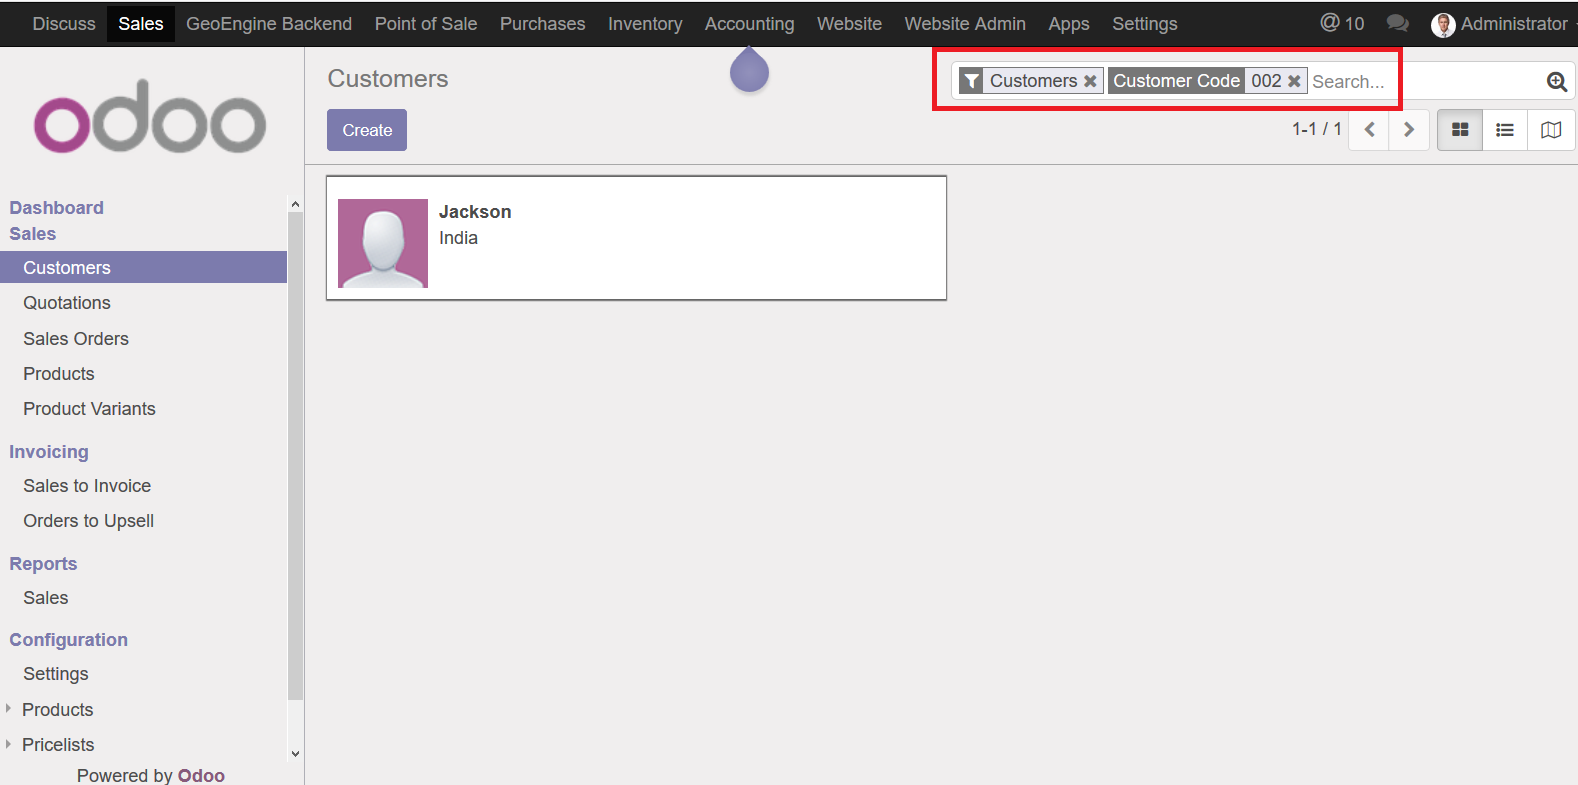 Discuss Sales GeoEngine Backend Point of Sale Purchases Inventory Accounting Website Website Admin Apps Settings @ 10 Administrator
odoo
Customers
Customers Customer Code 002 Search...
Create
1-1 / 1
Dashboard
Sales
Customers
Quotations
Sales Orders
Products
Product Variants
Invoicing
Sales to Invoice
Orders to Upsell
Reports
Sales
Configuration
Settings
Products
Pricelists
Powered by Odoo
Jackson
India